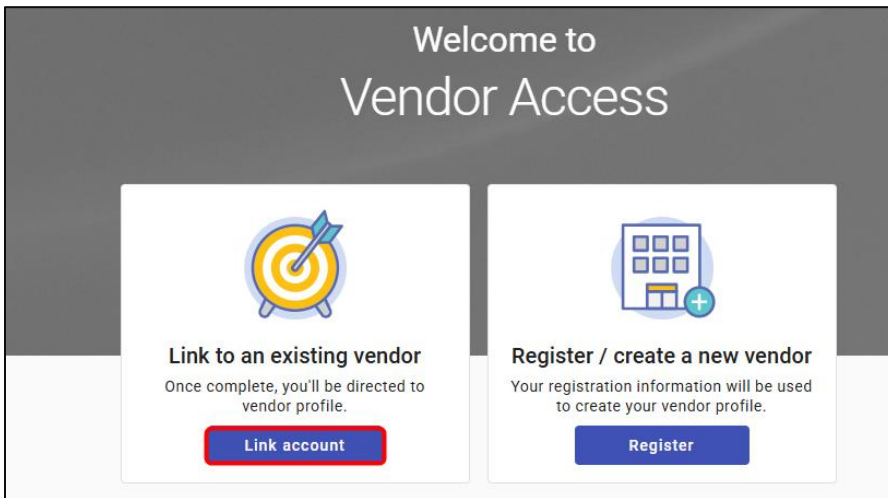 Welcome to
Vendor Access
Link to an existing vendor
Once complete, you'll be directed to
vendor profile.
Link account
Register / create a new vendor
Your registration information will be used
to create your vendor profile.
Register